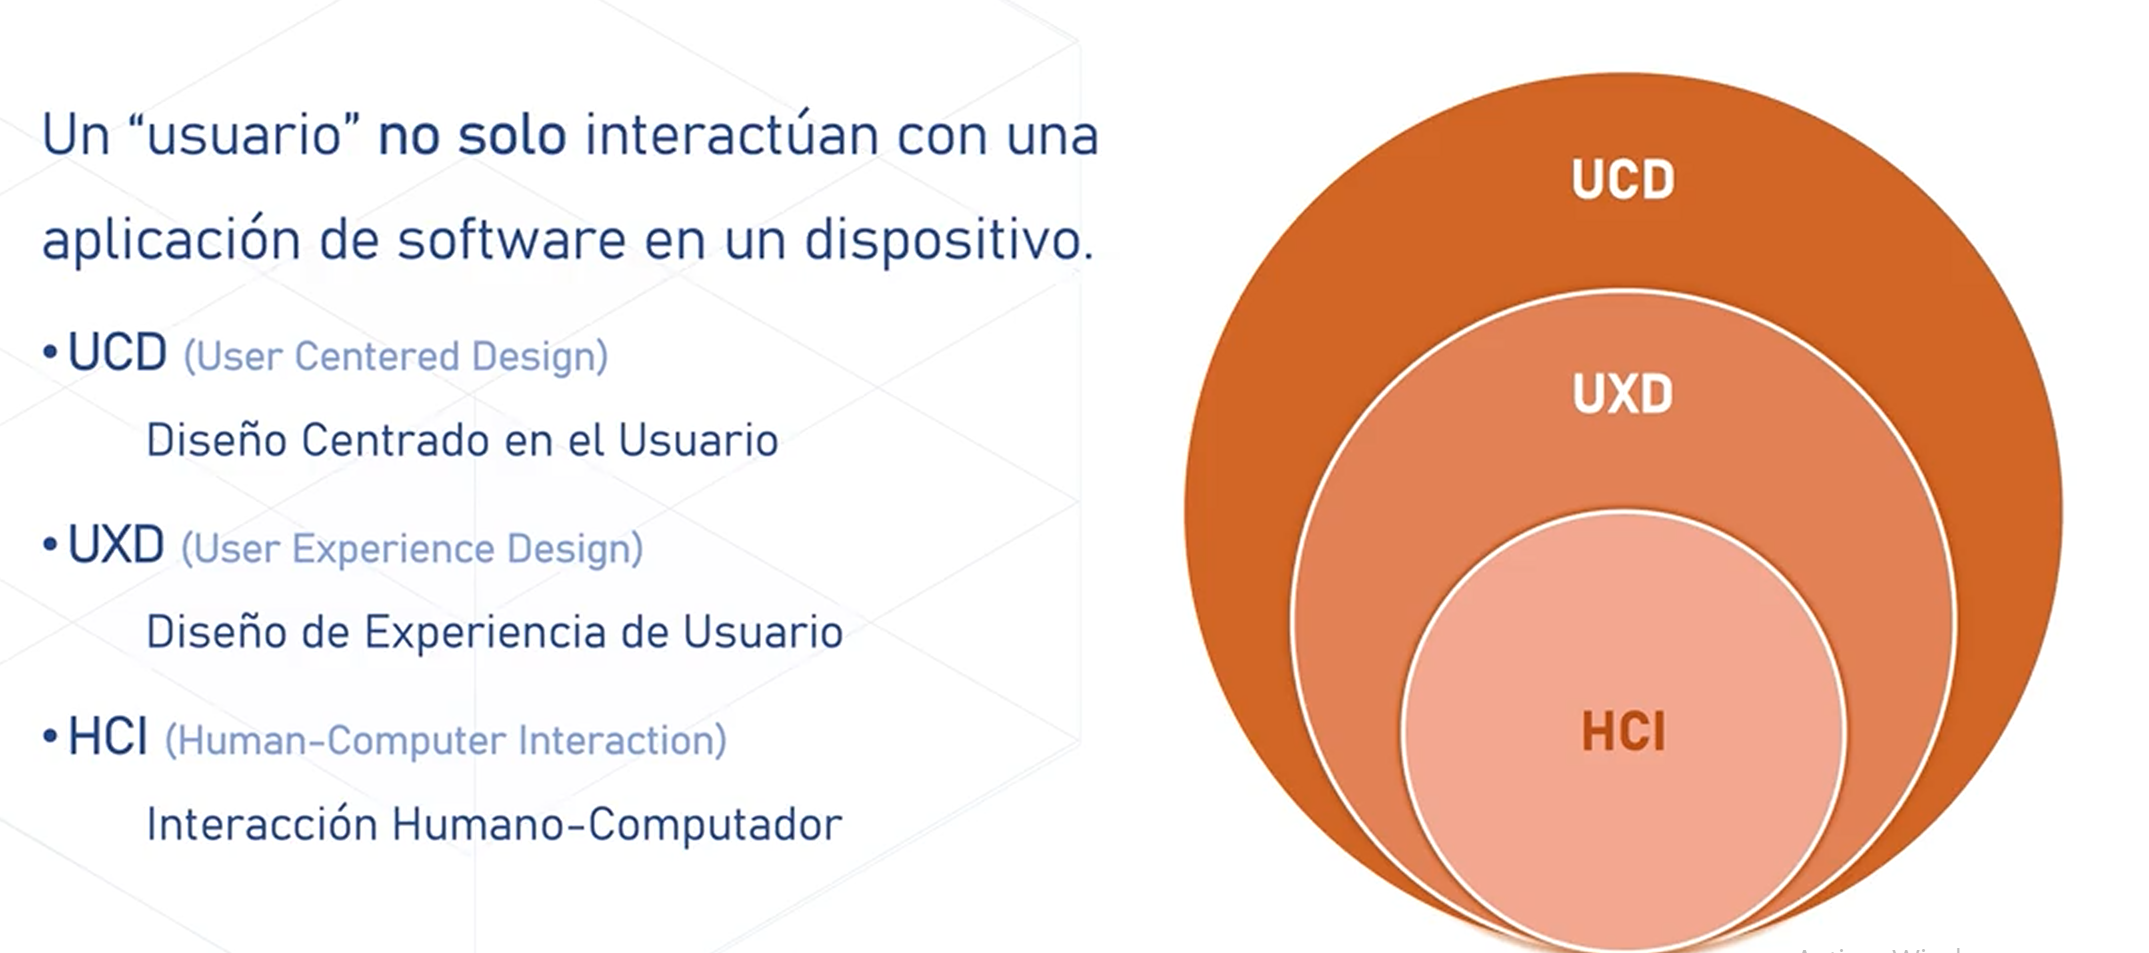 Un “usuario” no solo interactúan con una
aplicación de software en un dispositivo.
• UCD (User Centered Design)
Diseño Centrado en el Usuario
• UXD (User Experience Design)
Diseño de Experiencia de Usuario
• HCI (Human-Computer Interaction)
Interacción Humano-Computador
UCD
UXD
HCI